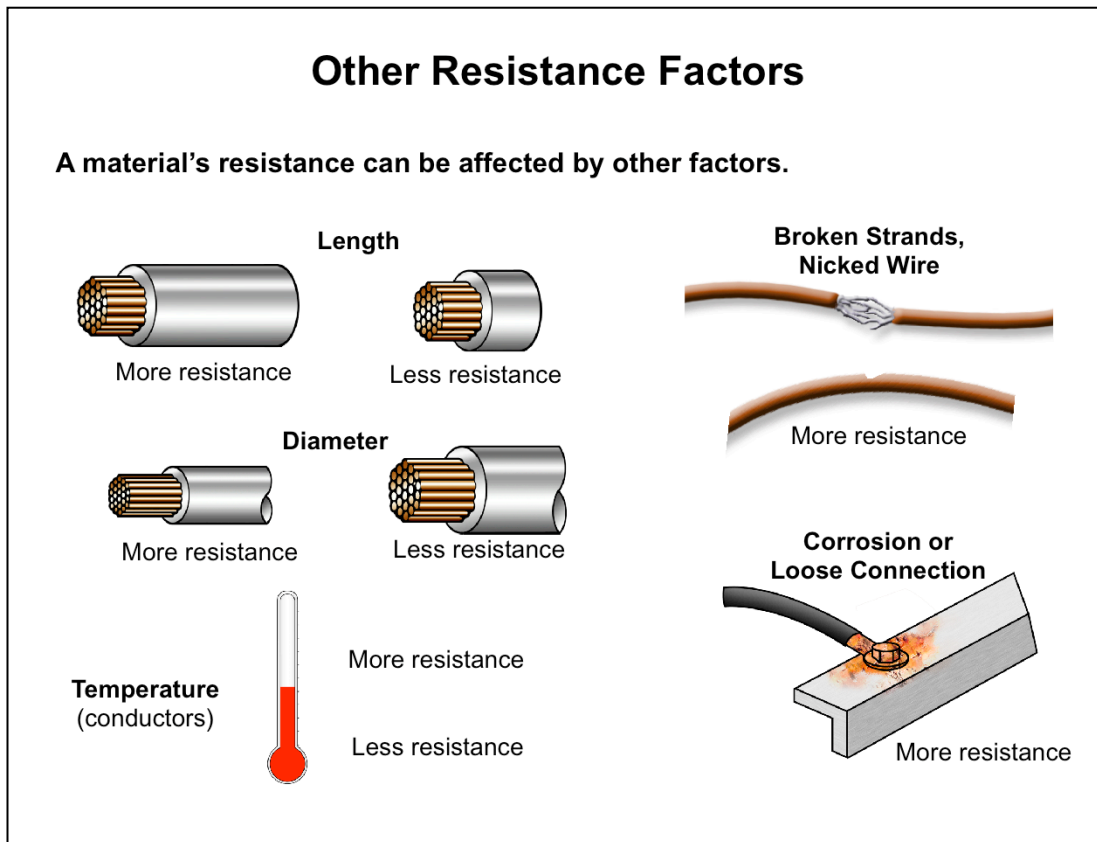 Other Resistance Factors
A material’s resistance can be affected by other factors.
Length
More resistance
Less resistance
Diameter
More resistance
Less resistance
Temperature
(conductors)
More resistance
Less resistance
Broken Strands,
Nicked Wire
More resistance
Corrosion or
Loose Connection
More resistance